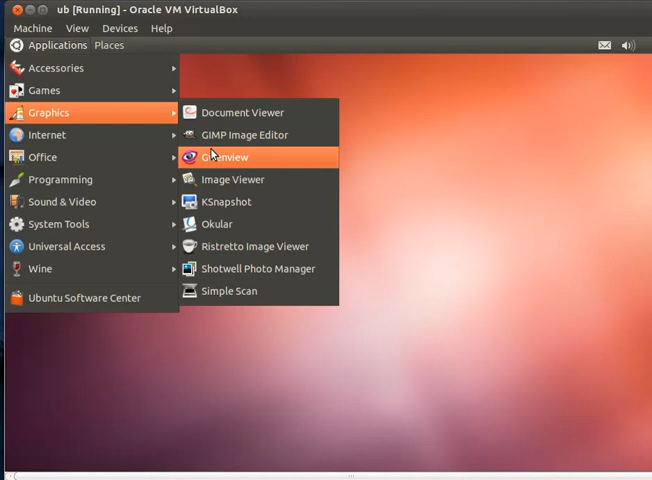 ub [Running] - Oracle VM VirtualBox
Machine View Devices Help
Applications Places
Accessories
Games
Graphics
Internet
Office
Programming
Sound & Video
System Tools
Universal Access
Wine
Ubuntu Software Center
Document Viewer
GIMP Image Editor
Gwenview
Image Viewer
KSnapshot
Okular
Ristretto Image Viewer
Shotwell Photo Manager
Simple Scan